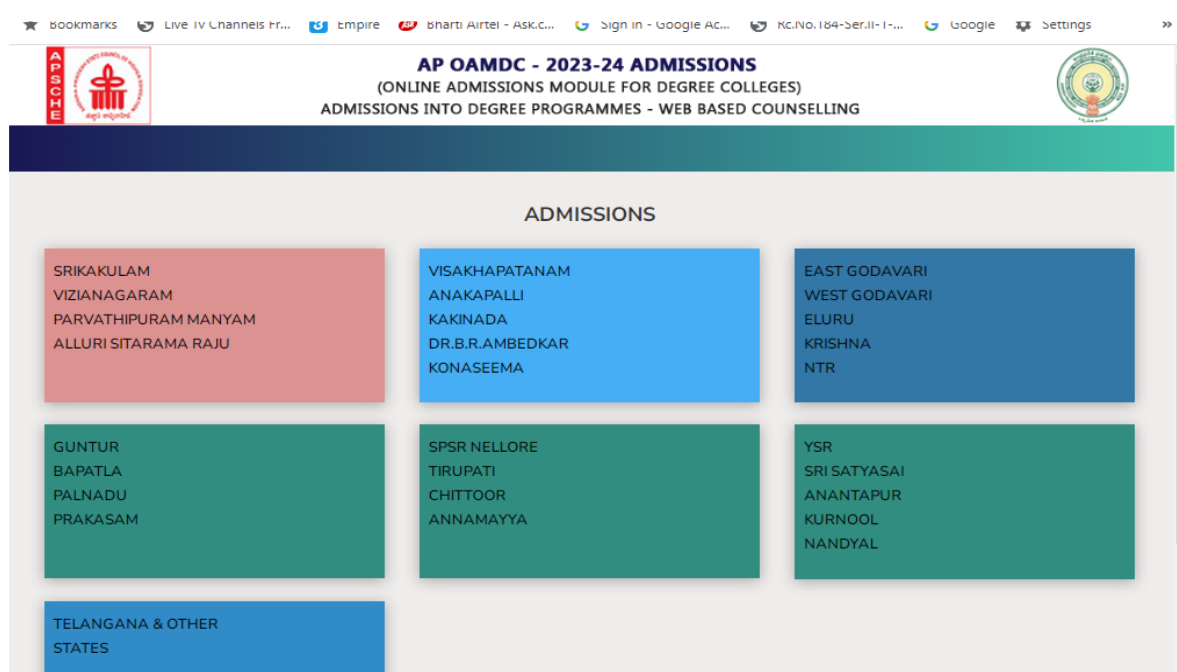 Bookmarks Live Tv Channels Fr... Empire Bharti Airtel - Ask.c... Sign in - Google Ac... Rc.No.184-Ser.II-1-... Google Settings »
APSCHE
AP OAMDC - 2023-24 ADMISSIONS
(ONLINE ADMISSIONS MODULE FOR DEGREE COLLEGES)
ADMISSIONS INTO DEGREE PROGRAMMES - WEB BASED COUNSELLING
ADMISSIONS
SRIKAKULAM
VIZIANAGARAM
PARVATHIPURAM MANYAM
ALLURI SITARAMA RAJU
VISAKHAPATANAM
ANAKAPALLI
KAKINADA
DR.B.R.AMBEDKAR
KONASEEMA
EAST GODAVARI
WEST GODAVARI
ELURU
KRISHNA
NTR
GUNTUR
BAPATLA
PALNADU
PRAKASAM
SPSR NELLORE
TIRUPATI
CHITTOOR
ANNAMAYYA
YSR
SRI SATYASAI
ANANTAPUR
KURNOOL
NANDYAL
TELANGANA & OTHER
STATES